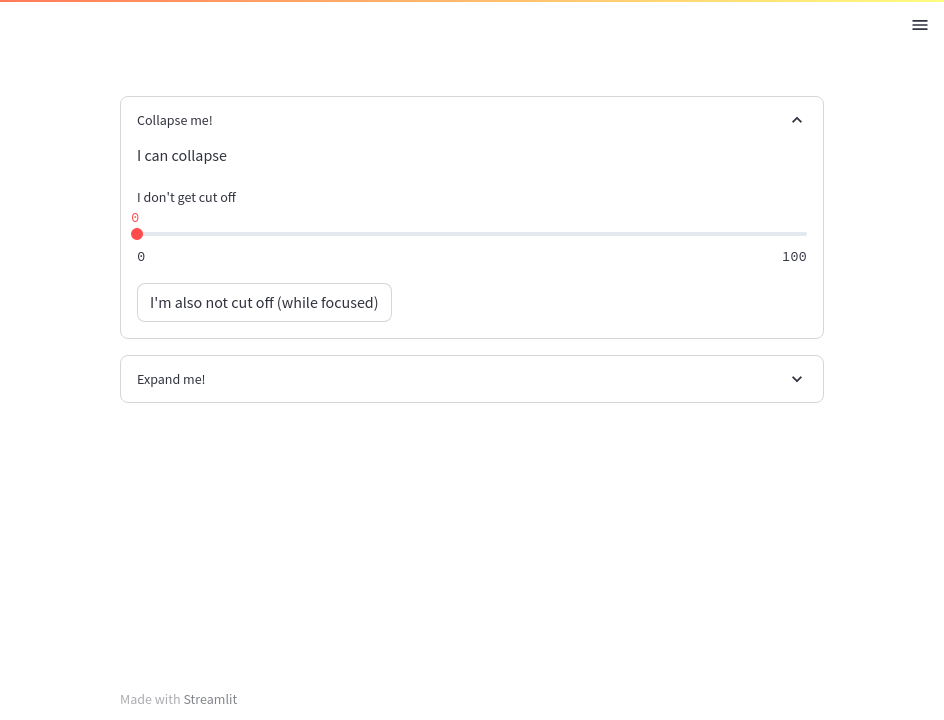 Collapse me!
I can collapse
I don't get cut off
0
0 100
I'm also not cut off (while focused)
Expand me!
Made with Streamlit